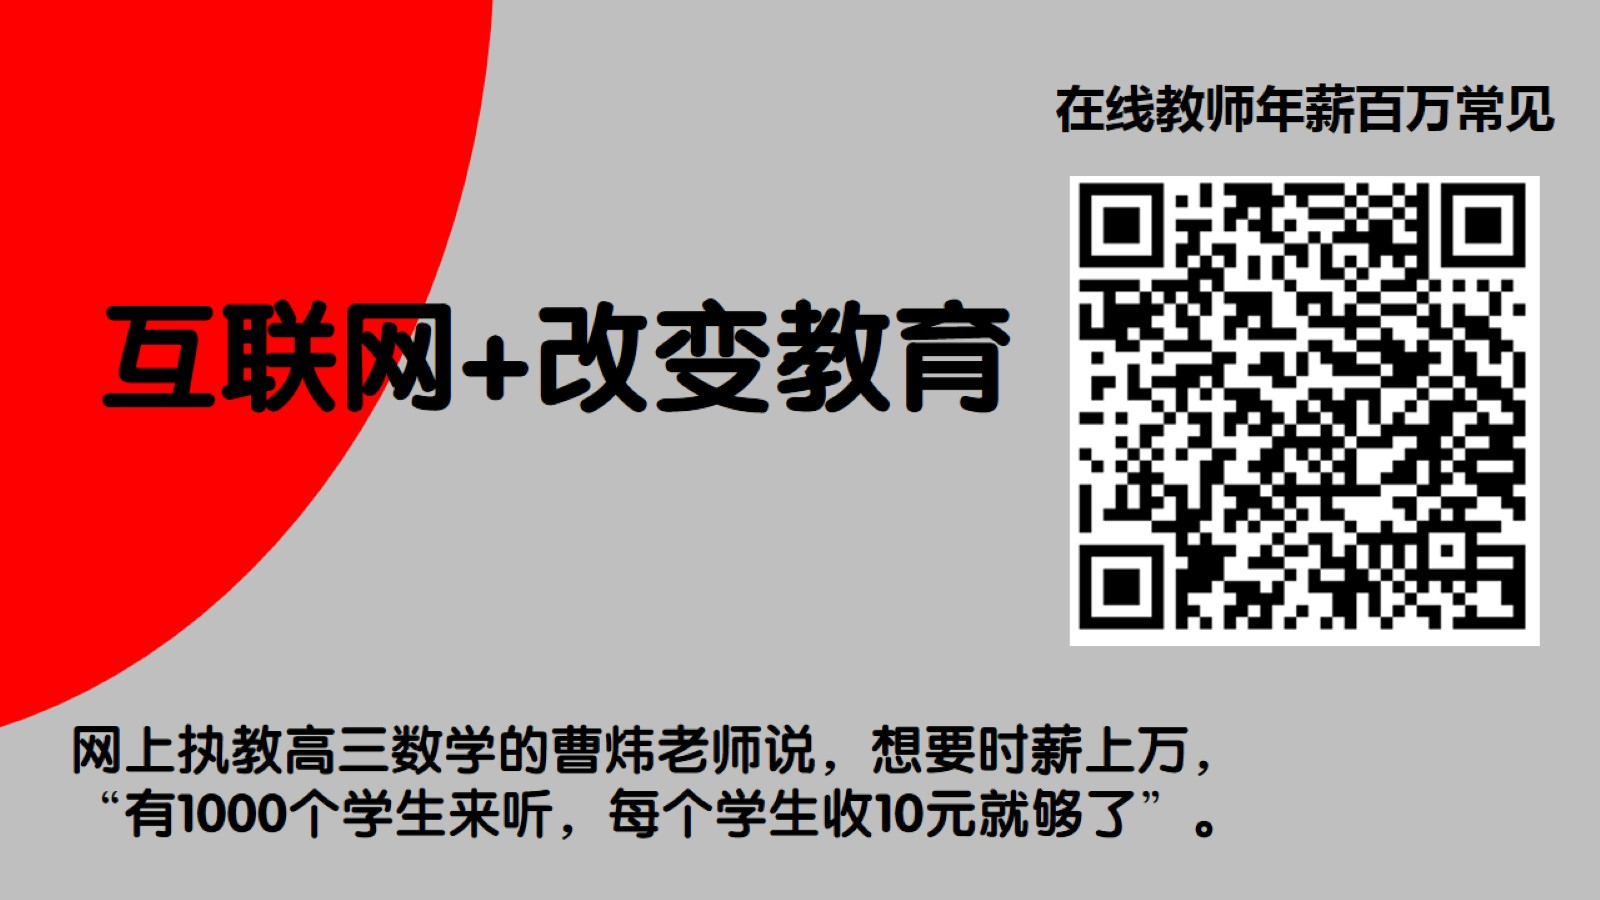 在线教师年薪百万常见
互联网+改变教育
网上执教高三数学的曹炜老师说，想要时薪上万，
“有1000个学生来听，每个学生收10元就够了”。